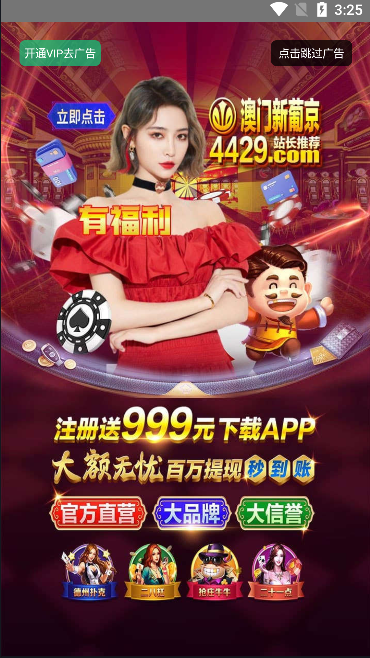 3:25
开通VIP去广告
点击跳过广告
立即点击
澳门新葡京
4429.com
站长推荐
有福利
注册送999元下载APP
大额无忧百万提现秒到账
官方直营
大品牌
大信誉
德州扑克
二八杠
抢庄牛牛
二十一点